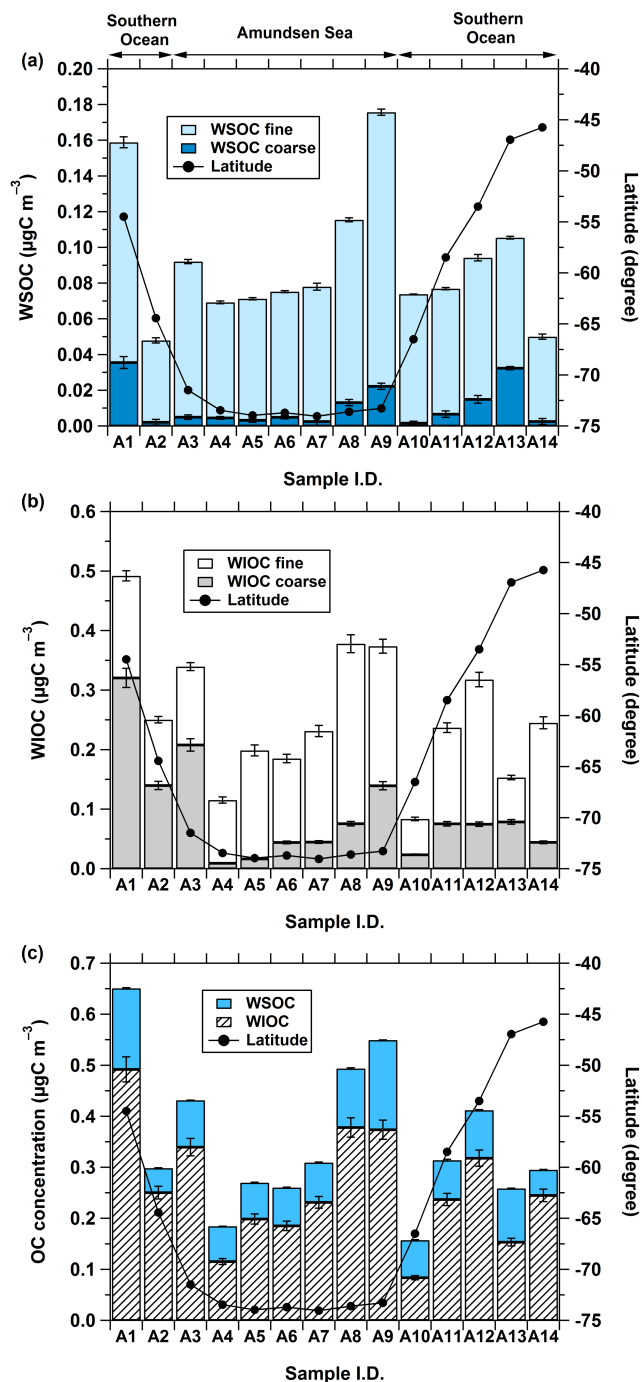 Southern Ocean
Amundsen Sea
Southern Ocean
(a)
0.20
0.18
0.16
0.14
0.12
0.10
0.08
0.06
0.04
0.02
0.00
WSOC (µgC m⁻³)
WSOC fine
WSOC coarse
Latitude
-40
-45
-50
-55
-60
-65
-70
-75
Latitude (degree)
A1 A2 A3 A4 A5 A6 A7 A8 A9 A10 A11 A12 A13 A14
Sample I.D.
(b)
0.6
0.5
0.4
0.3
0.2
0.1
0.0
WIOC (µgC m⁻³)
WIOC fine
WIOC coarse
Latitude
-40
-45
-50
-55
-60
-65
-70
-75
Latitude (degree)
A1 A2 A3 A4 A5 A6 A7 A8 A9 A10 A11 A12 A13 A14
Sample I.D.
(c)
0.7
0.6
0.5
0.4
0.3
0.2
0.1
0.0
OC concentration (µgC m⁻³)
WSOC
WIOC
Latitude
-40
-45
-50
-55
-60
-65
-70
-75
Latitude (degree)
A1 A2 A3 A4 A5 A6 A7 A8 A9 A10 A11 A12 A13 A14
Sample I.D.